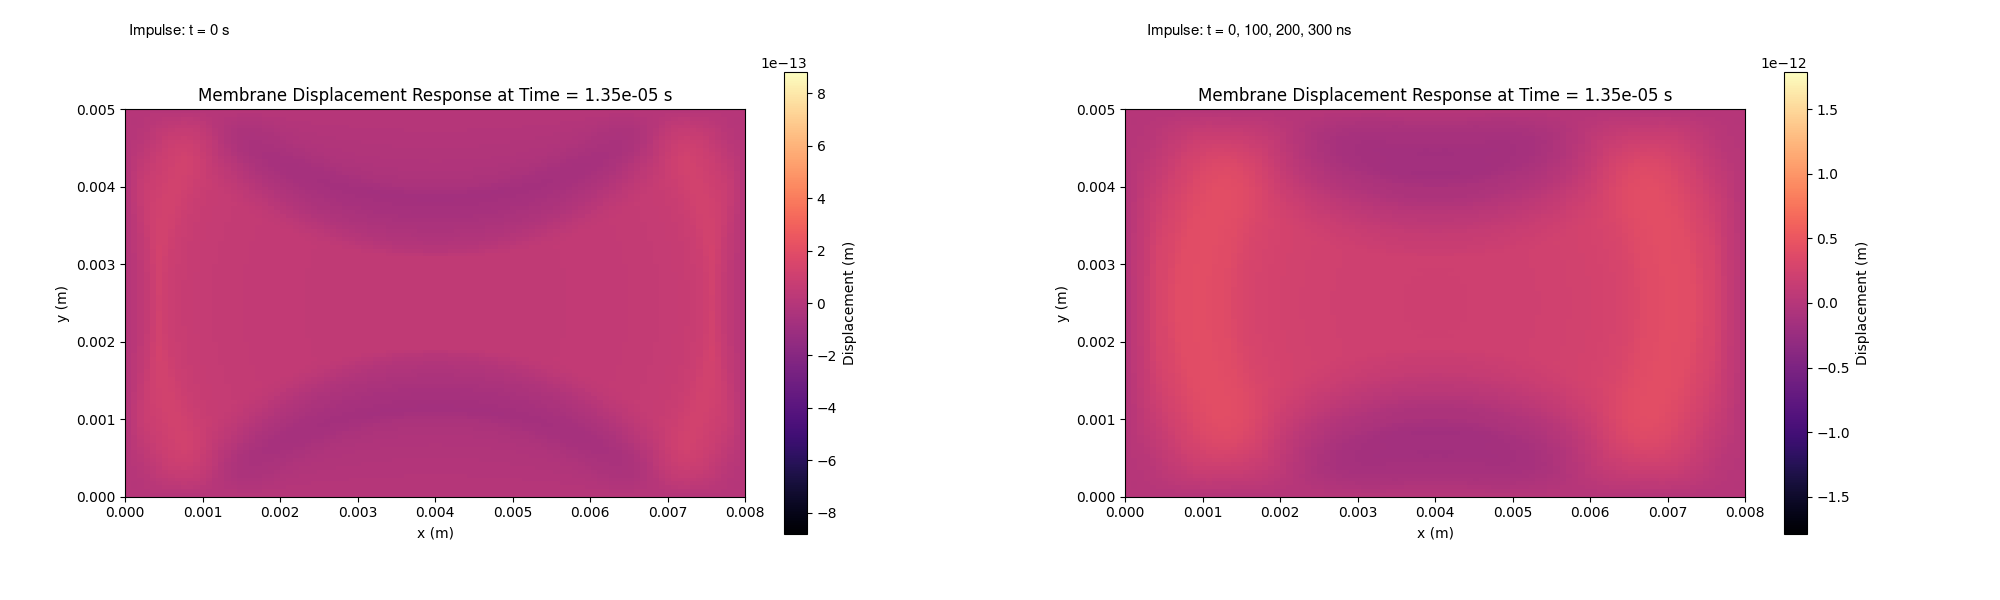 Impulse: t = 0 s
1e−13
Membrane Displacement Response at Time = 1.35e-05 s
0.005
0.004
0.003
0.002
0.001
0.000
y (m)
0.000 0.001 0.002 0.003 0.004 0.005 0.006 0.007 0.008
x (m)
8
6
4
2
0
−2
−4
−6
−8
Displacement (m)
Impulse: t = 0, 100, 200, 300 ns
1e−12
Membrane Displacement Response at Time = 1.35e-05 s
0.005
0.004
0.003
0.002
0.001
0.000
y (m)
0.000 0.001 0.002 0.003 0.004 0.005 0.006 0.007 0.008
x (m)
1.5
1.0
0.5
0.0
−0.5
−1.0
−1.5
Displacement (m)